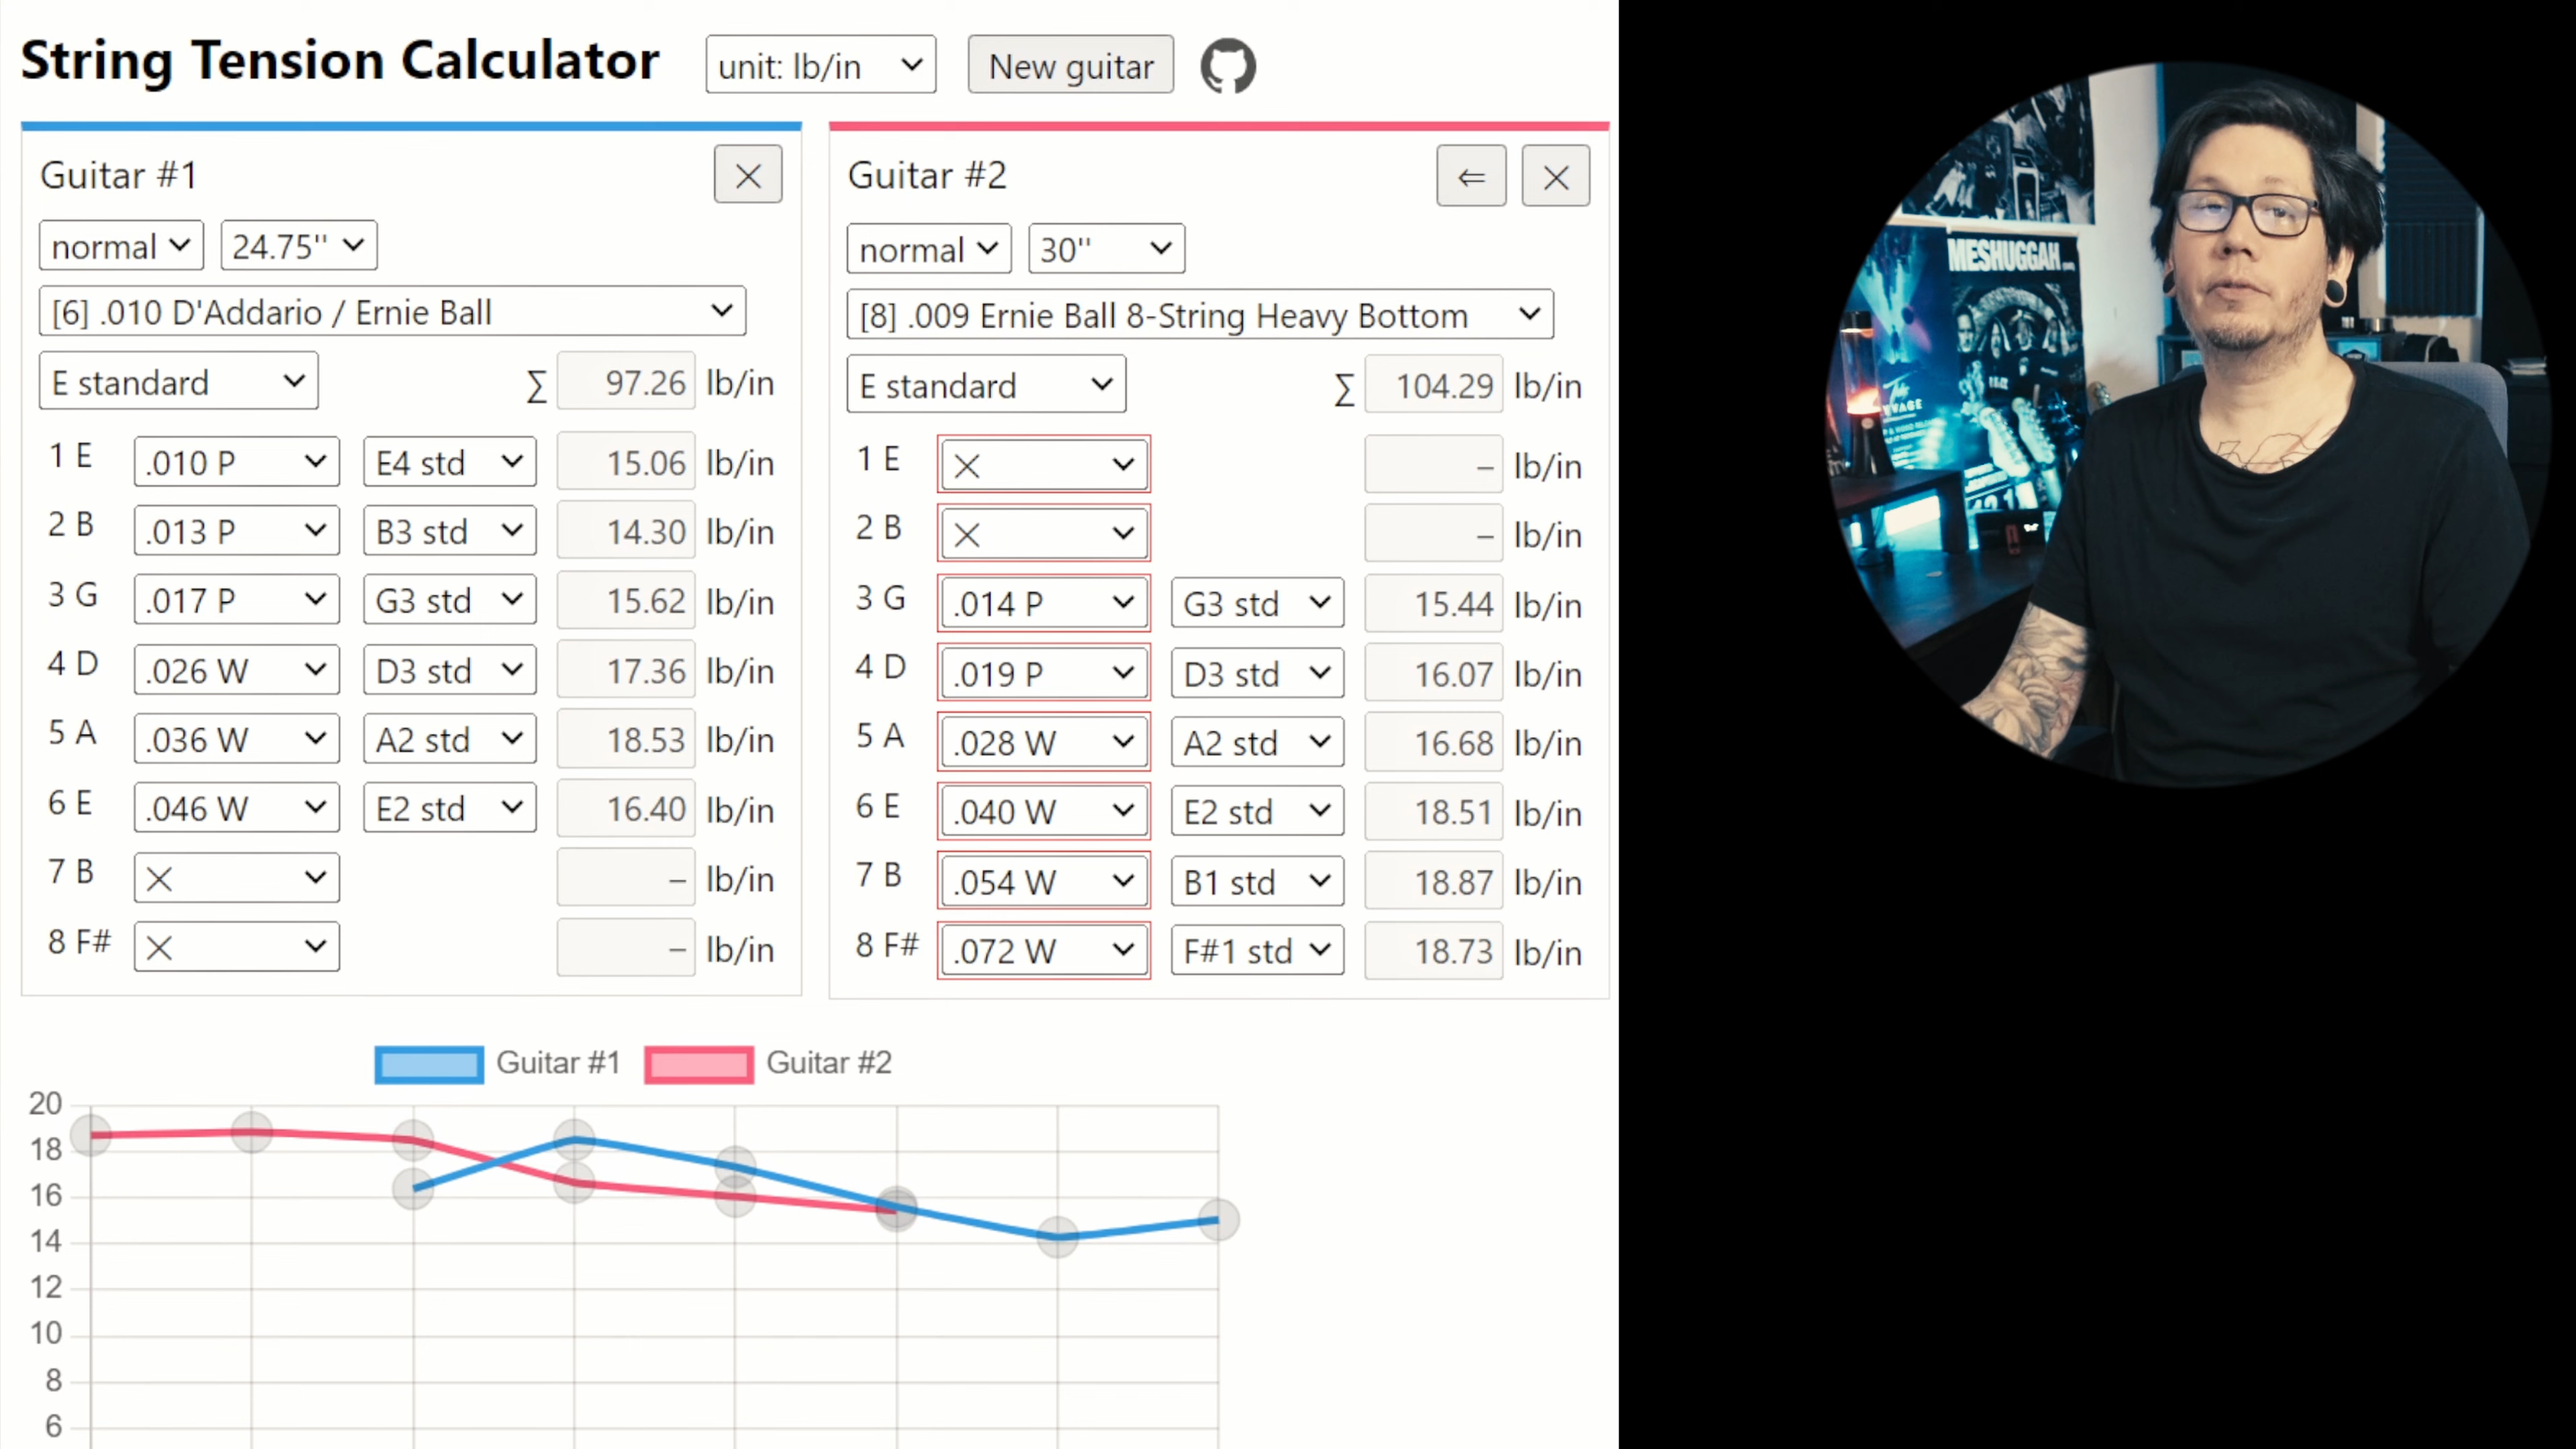 String Tension Calculator unit: lb/in New guitar
Guitar #1
normal 24.75''
[6] .010 D'Addario / Ernie Ball
E standard ∑ 97.26 lb/in
1 E .010 P E4 std 15.06 lb/in
2 B .013 P B3 std 14.30 lb/in
3 G .017 P G3 std 15.62 lb/in
4 D .026 W D3 std 17.36 lb/in
5 A .036 W A2 std 18.53 lb/in
6 E .046 W E2 std 16.40 lb/in
7 B – lb/in
8 F# – lb/in
Guitar #2
normal 30''
[8] .009 Ernie Ball 8-String Heavy Bottom
E standard ∑ 104.29 lb/in
1 E – lb/in
2 B – lb/in
3 G .014 P G3 std 15.44 lb/in
4 D .019 P D3 std 16.07 lb/in
5 A .028 W A2 std 16.68 lb/in
6 E .040 W E2 std 18.51 lb/in
7 B .054 W B1 std 18.87 lb/in
8 F# .072 W F#1 std 18.73 lb/in
Guitar #1 Guitar #2
20
18
16
14
12
10
8
6
MESHUGGAH